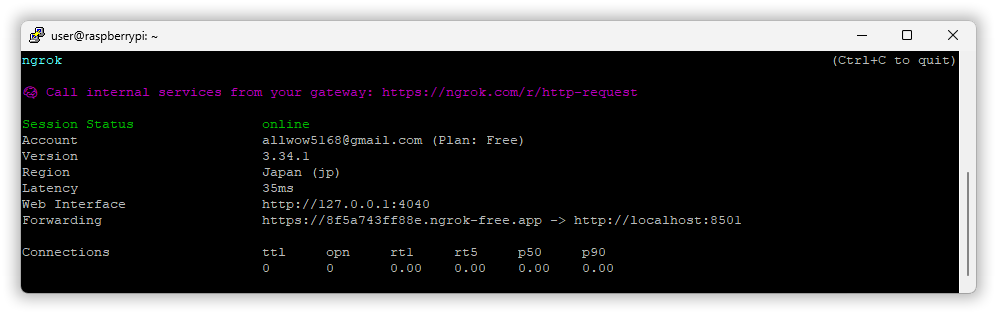 user@raspberrypi: ~
ngrok (Ctrl+C to quit)
Call internal services from your gateway: https://ngrok.com/r/http-request
Session Status online
Account allwow5168@gmail.com (Plan: Free)
Version 3.34.1
Region Japan (jp)
Latency 35ms
Web Interface http://127.0.0.1:4040
Forwarding https://8f5a743ff88e.ngrok-free.app -> http://localhost:8501
Connections ttl opn rt1 rt5 p50 p90
0 0 0.00 0.00 0.00 0.00